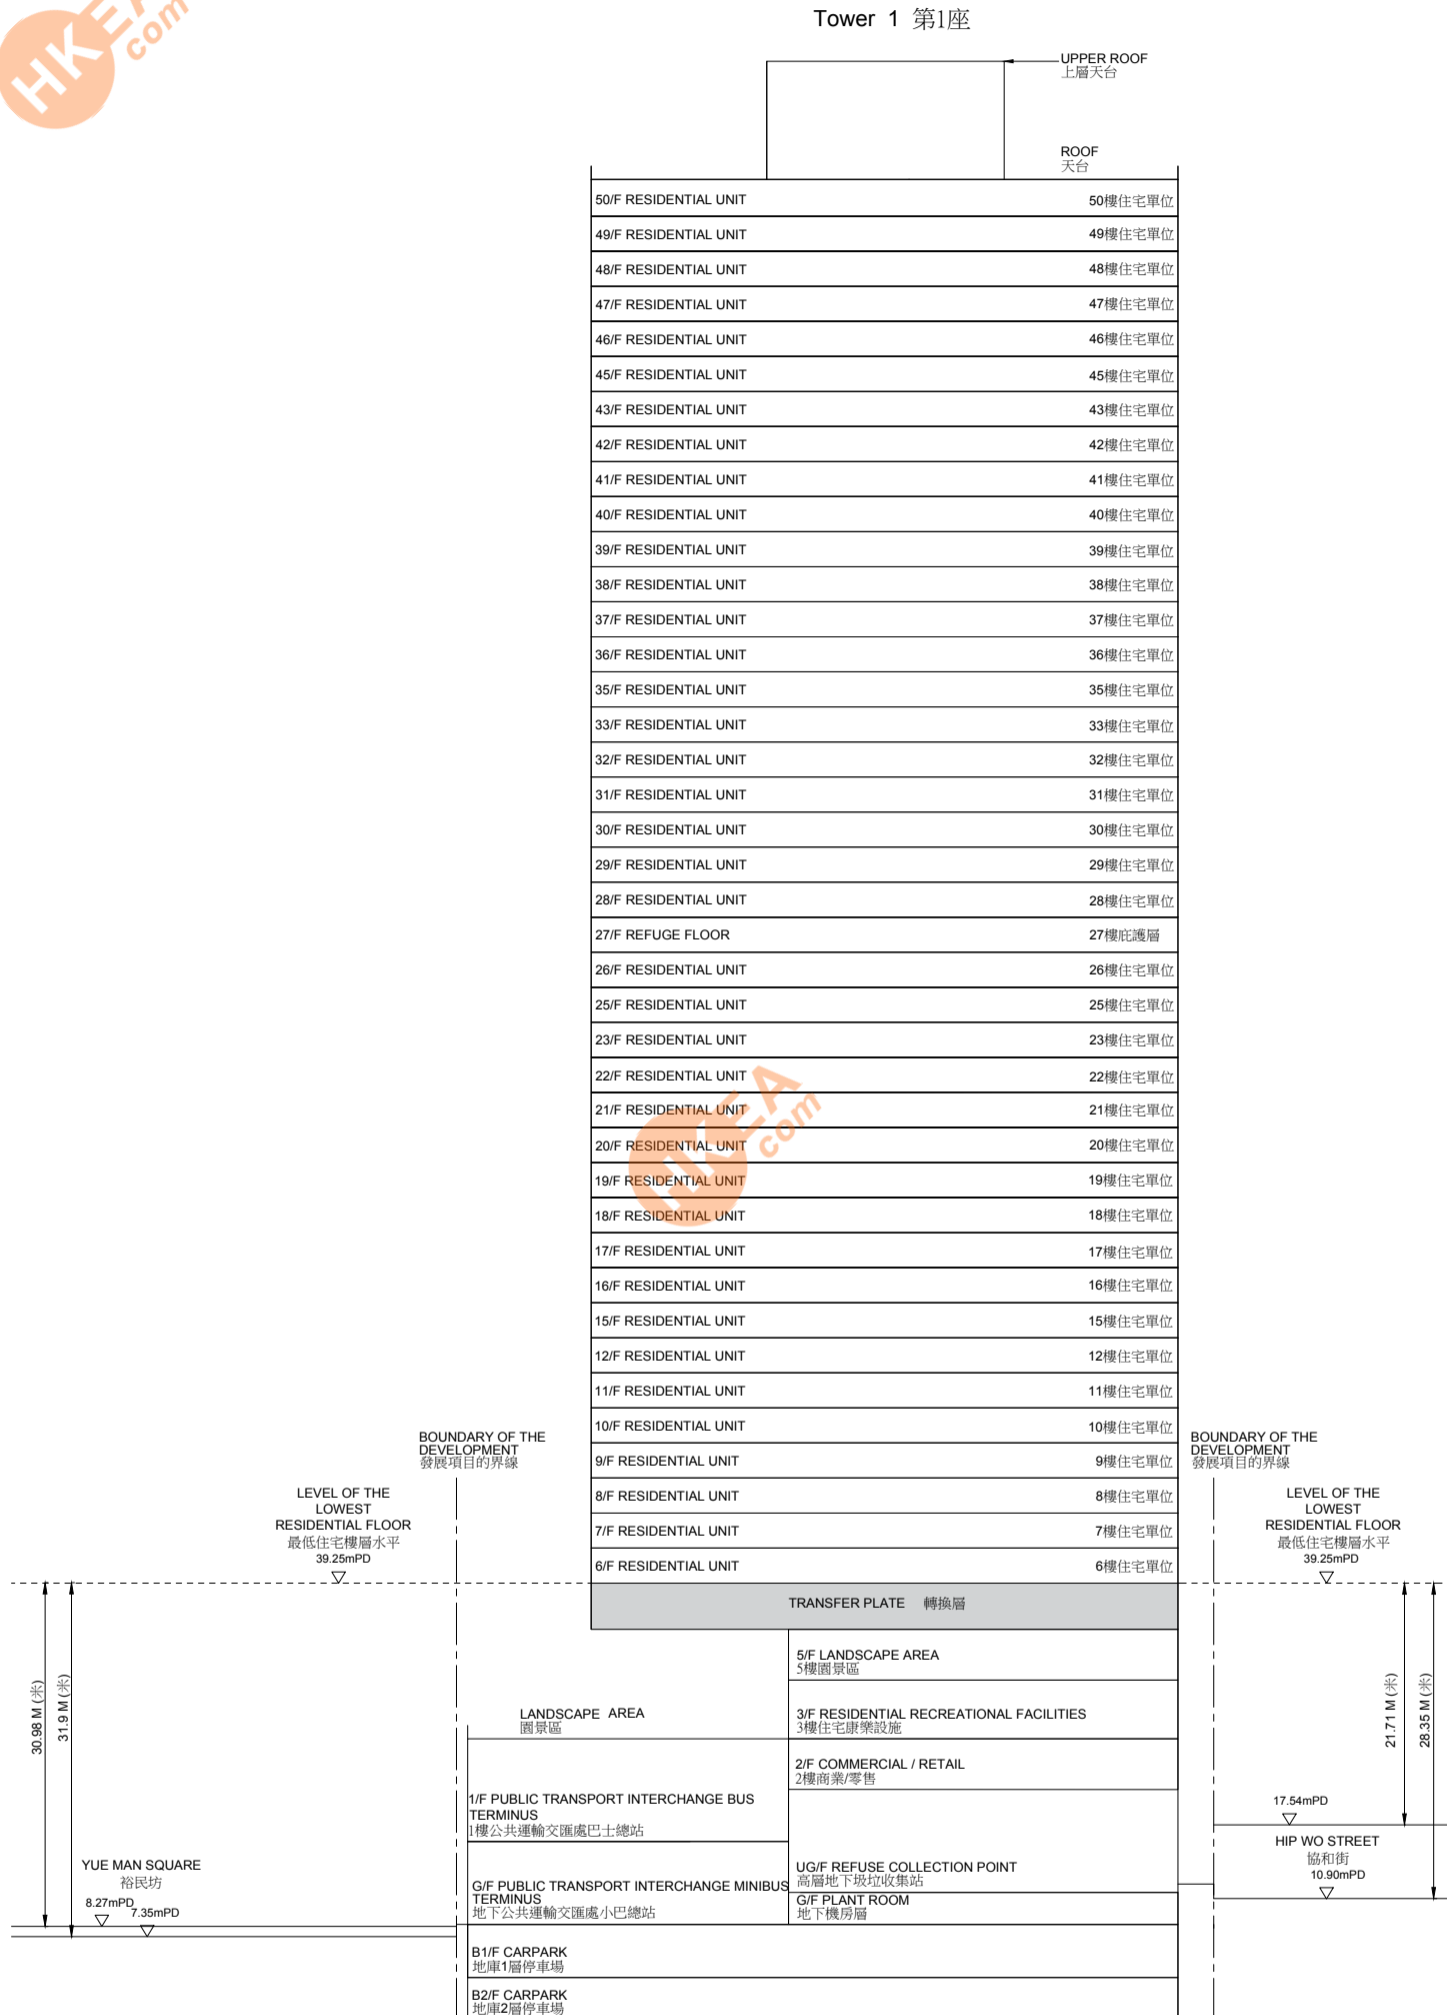 HKEA
com
Tower 1 第1座
UPPER ROOF
上層天台
ROOF
天台
50/F RESIDENTIAL UNIT 50樓住宅單位
49/F RESIDENTIAL UNIT 49樓住宅單位
48/F RESIDENTIAL UNIT 48樓住宅單位
47/F RESIDENTIAL UNIT 47樓住宅單位
46/F RESIDENTIAL UNIT 46樓住宅單位
45/F RESIDENTIAL UNIT 45樓住宅單位
43/F RESIDENTIAL UNIT 43樓住宅單位
42/F RESIDENTIAL UNIT 42樓住宅單位
41/F RESIDENTIAL UNIT 41樓住宅單位
40/F RESIDENTIAL UNIT 40樓住宅單位
39/F RESIDENTIAL UNIT 39樓住宅單位
38/F RESIDENTIAL UNIT 38樓住宅單位
37/F RESIDENTIAL UNIT 37樓住宅單位
36/F RESIDENTIAL UNIT 36樓住宅單位
35/F RESIDENTIAL UNIT 35樓住宅單位
33/F RESIDENTIAL UNIT 33樓住宅單位
32/F RESIDENTIAL UNIT 32樓住宅單位
31/F RESIDENTIAL UNIT 31樓住宅單位
30/F RESIDENTIAL UNIT 30樓住宅單位
29/F RESIDENTIAL UNIT 29樓住宅單位
28/F RESIDENTIAL UNIT 28樓住宅單位
27/F REFUGE FLOOR 27樓庇護層
26/F RESIDENTIAL UNIT 26樓住宅單位
25/F RESIDENTIAL UNIT 25樓住宅單位
23/F RESIDENTIAL UNIT 23樓住宅單位
22/F RESIDENTIAL UNIT 22樓住宅單位
21/F RESIDENTIAL UNIT 21樓住宅單位
20/F RESIDENTIAL UNIT 20樓住宅單位
19/F RESIDENTIAL UNIT 19樓住宅單位
18/F RESIDENTIAL UNIT 18樓住宅單位
17/F RESIDENTIAL UNIT 17樓住宅單位
16/F RESIDENTIAL UNIT 16樓住宅單位
15/F RESIDENTIAL UNIT 15樓住宅單位
12/F RESIDENTIAL UNIT 12樓住宅單位
11/F RESIDENTIAL UNIT 11樓住宅單位
10/F RESIDENTIAL UNIT 10樓住宅單位
9/F RESIDENTIAL UNIT 9樓住宅單位
8/F RESIDENTIAL UNIT 8樓住宅單位
7/F RESIDENTIAL UNIT 7樓住宅單位
6/F RESIDENTIAL UNIT 6樓住宅單位
HKEA
com
BOUNDARY OF THE
DEVELOPMENT
發展項目的界線
LEVEL OF THE
LOWEST
RESIDENTIAL FLOOR
最低住宅樓層水平
39.25mPD
BOUNDARY OF THE
DEVELOPMENT
發展項目的界線
LEVEL OF THE
LOWEST
RESIDENTIAL FLOOR
最低住宅樓層水平
39.25mPD
TRANSFER PLATE 轉換層
5/F LANDSCAPE AREA
5樓園景區
LANDSCAPE AREA
園景區
3/F RESIDENTIAL RECREATIONAL FACILITIES
3樓住宅康樂設施
2/F COMMERCIAL / RETAIL
2樓商業/零售
1/F PUBLIC TRANSPORT INTERCHANGE BUS
TERMINUS
1樓公共運輸交匯處巴士總站
UG/F REFUSE COLLECTION POINT
高層地下圾垃收集站
G/F PUBLIC TRANSPORT INTERCHANGE MINIBUS
TERMINUS
地下公共運輸交匯處小巴總站
G/F PLANT ROOM
地下機房層
B1/F CARPARK
地庫1層停車場
B2/F CARPARK
地庫2層停車場
30.98 M (米)
31.9 M (米)
YUE MAN SQUARE
裕民坊
8.27mPD
7.35mPD
21.71 M (米)
28.35 M (米)
17.54mPD
HIP WO STREET
協和街
10.90mPD